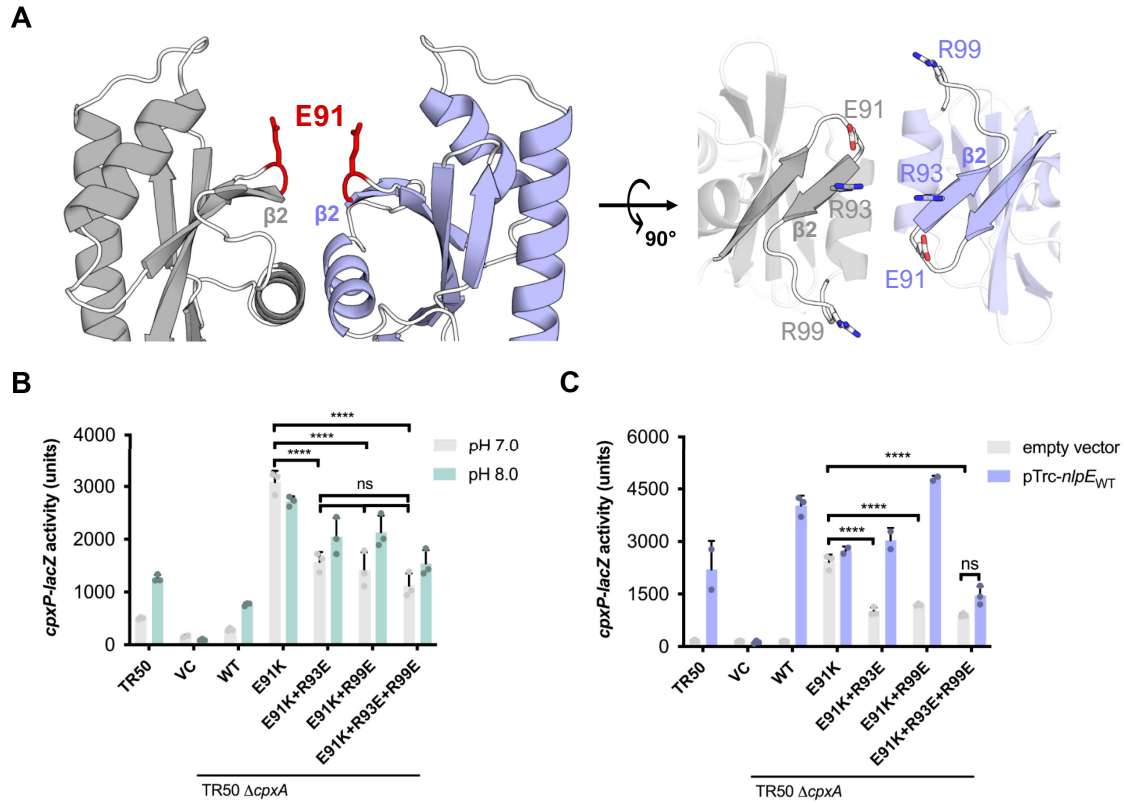 A
E91
β2
β2
90°
R99
E91
β2
R93
R93
β2
E91
R99
B
cpxP-lacZ activity (units)
4000
3000
2000
1000
0
****
****
****
ns
pH 7.0
pH 8.0
TR50
VC
WT
E91K
E91K+R93E
E91K+R99E
E91K+R93E+R99E
TR50 ΔcpxA
C
cpxP-lacZ activity (units)
6000
4500
3000
1500
0
****
****
****
ns
empty vector
pTrc-nlpEWT
TR50
VC
WT
E91K
E91K+R93E
E91K+R99E
E91K+R93E+R99E
TR50 ΔcpxA